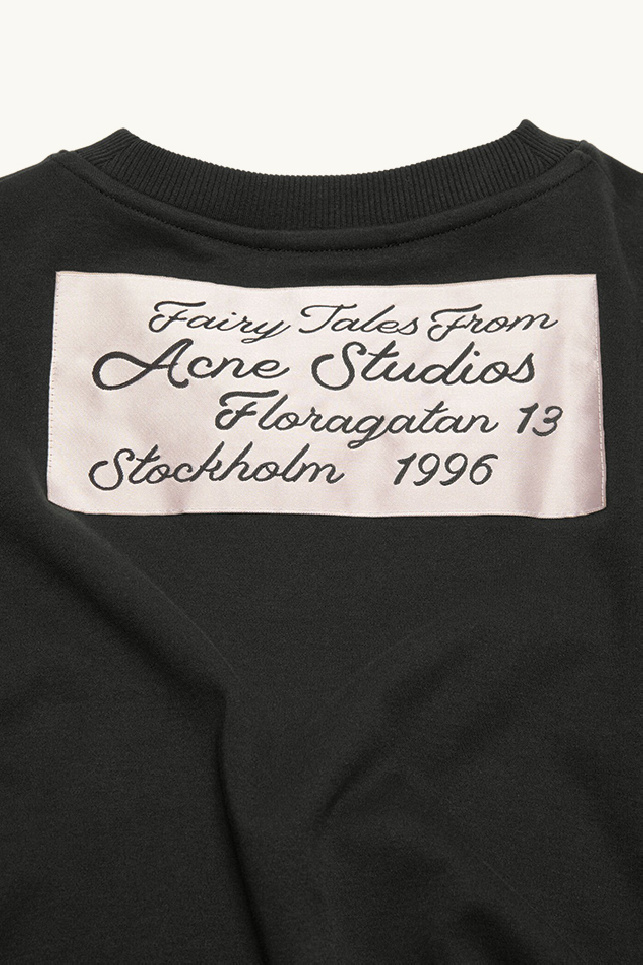 Fairy Tales From
Acne Studios
Floragatan 13
Stockholm 1996